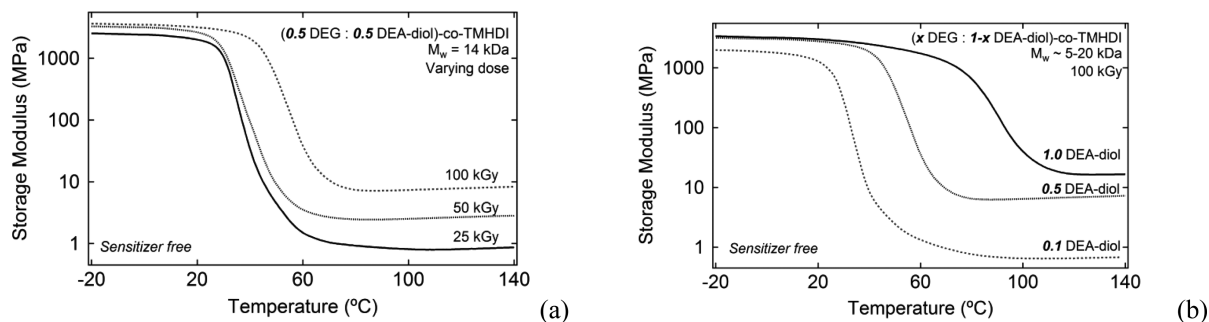 (0.5 DEG : 0.5 DEA-diol)-co-TMHDI
Mw = 14 kDa
Varying dose
Storage Modulus (MPa)
1000
100
10
1
100 kGy
50 kGy
25 kGy
Sensitizer free
-20
20
60
100
140
Temperature (ºC)
(a)
(x DEG : 1-x DEA-diol)-co-TMHDI
Mw ~ 5-20 kDa
100 kGy
Storage Modulus (MPa)
1000
100
10
1
1.0 DEA-diol
0.5 DEA-diol
0.1 DEA-diol
Sensitizer free
-20
20
60
100
140
Temperature (ºC)
(b)